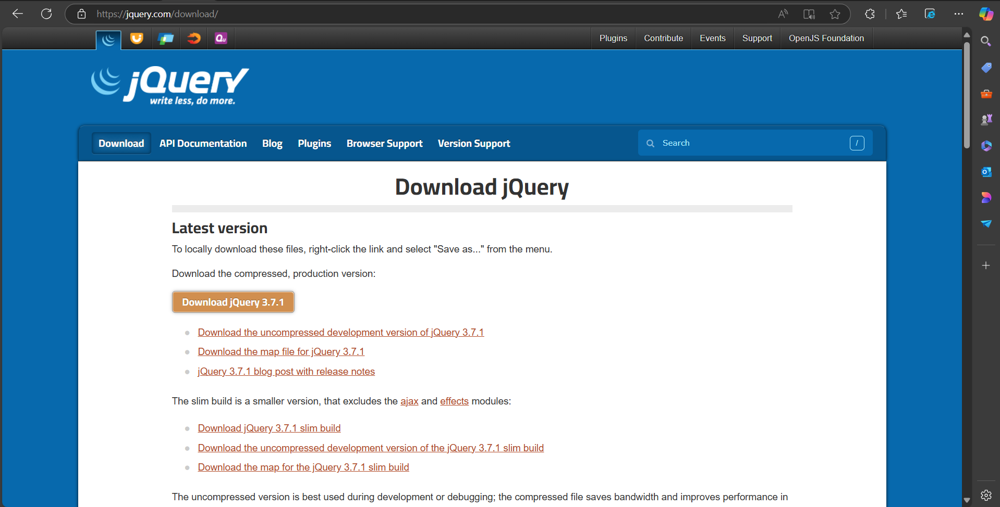 https://jquery.com/download/
Qu
Plugins Contribute Events Support OpenJS Foundation
jQuery
write less, do more.
Download API Documentation Blog Plugins Browser Support Version Support Search /
Download jQuery
Latest version
To locally download these files, right-click the link and select "Save as..." from the menu.
Download the compressed, production version:
Download jQuery 3.7.1
Download the uncompressed development version of jQuery 3.7.1
Download the map file for jQuery 3.7.1
jQuery 3.7.1 blog post with release notes
The slim build is a smaller version, that excludes the ajax and effects modules:
Download jQuery 3.7.1 slim build
Download the uncompressed development version of the jQuery 3.7.1 slim build
Download the map for the jQuery 3.7.1 slim build
The uncompressed version is best used during development or debugging; the compressed file saves bandwidth and improves performance in